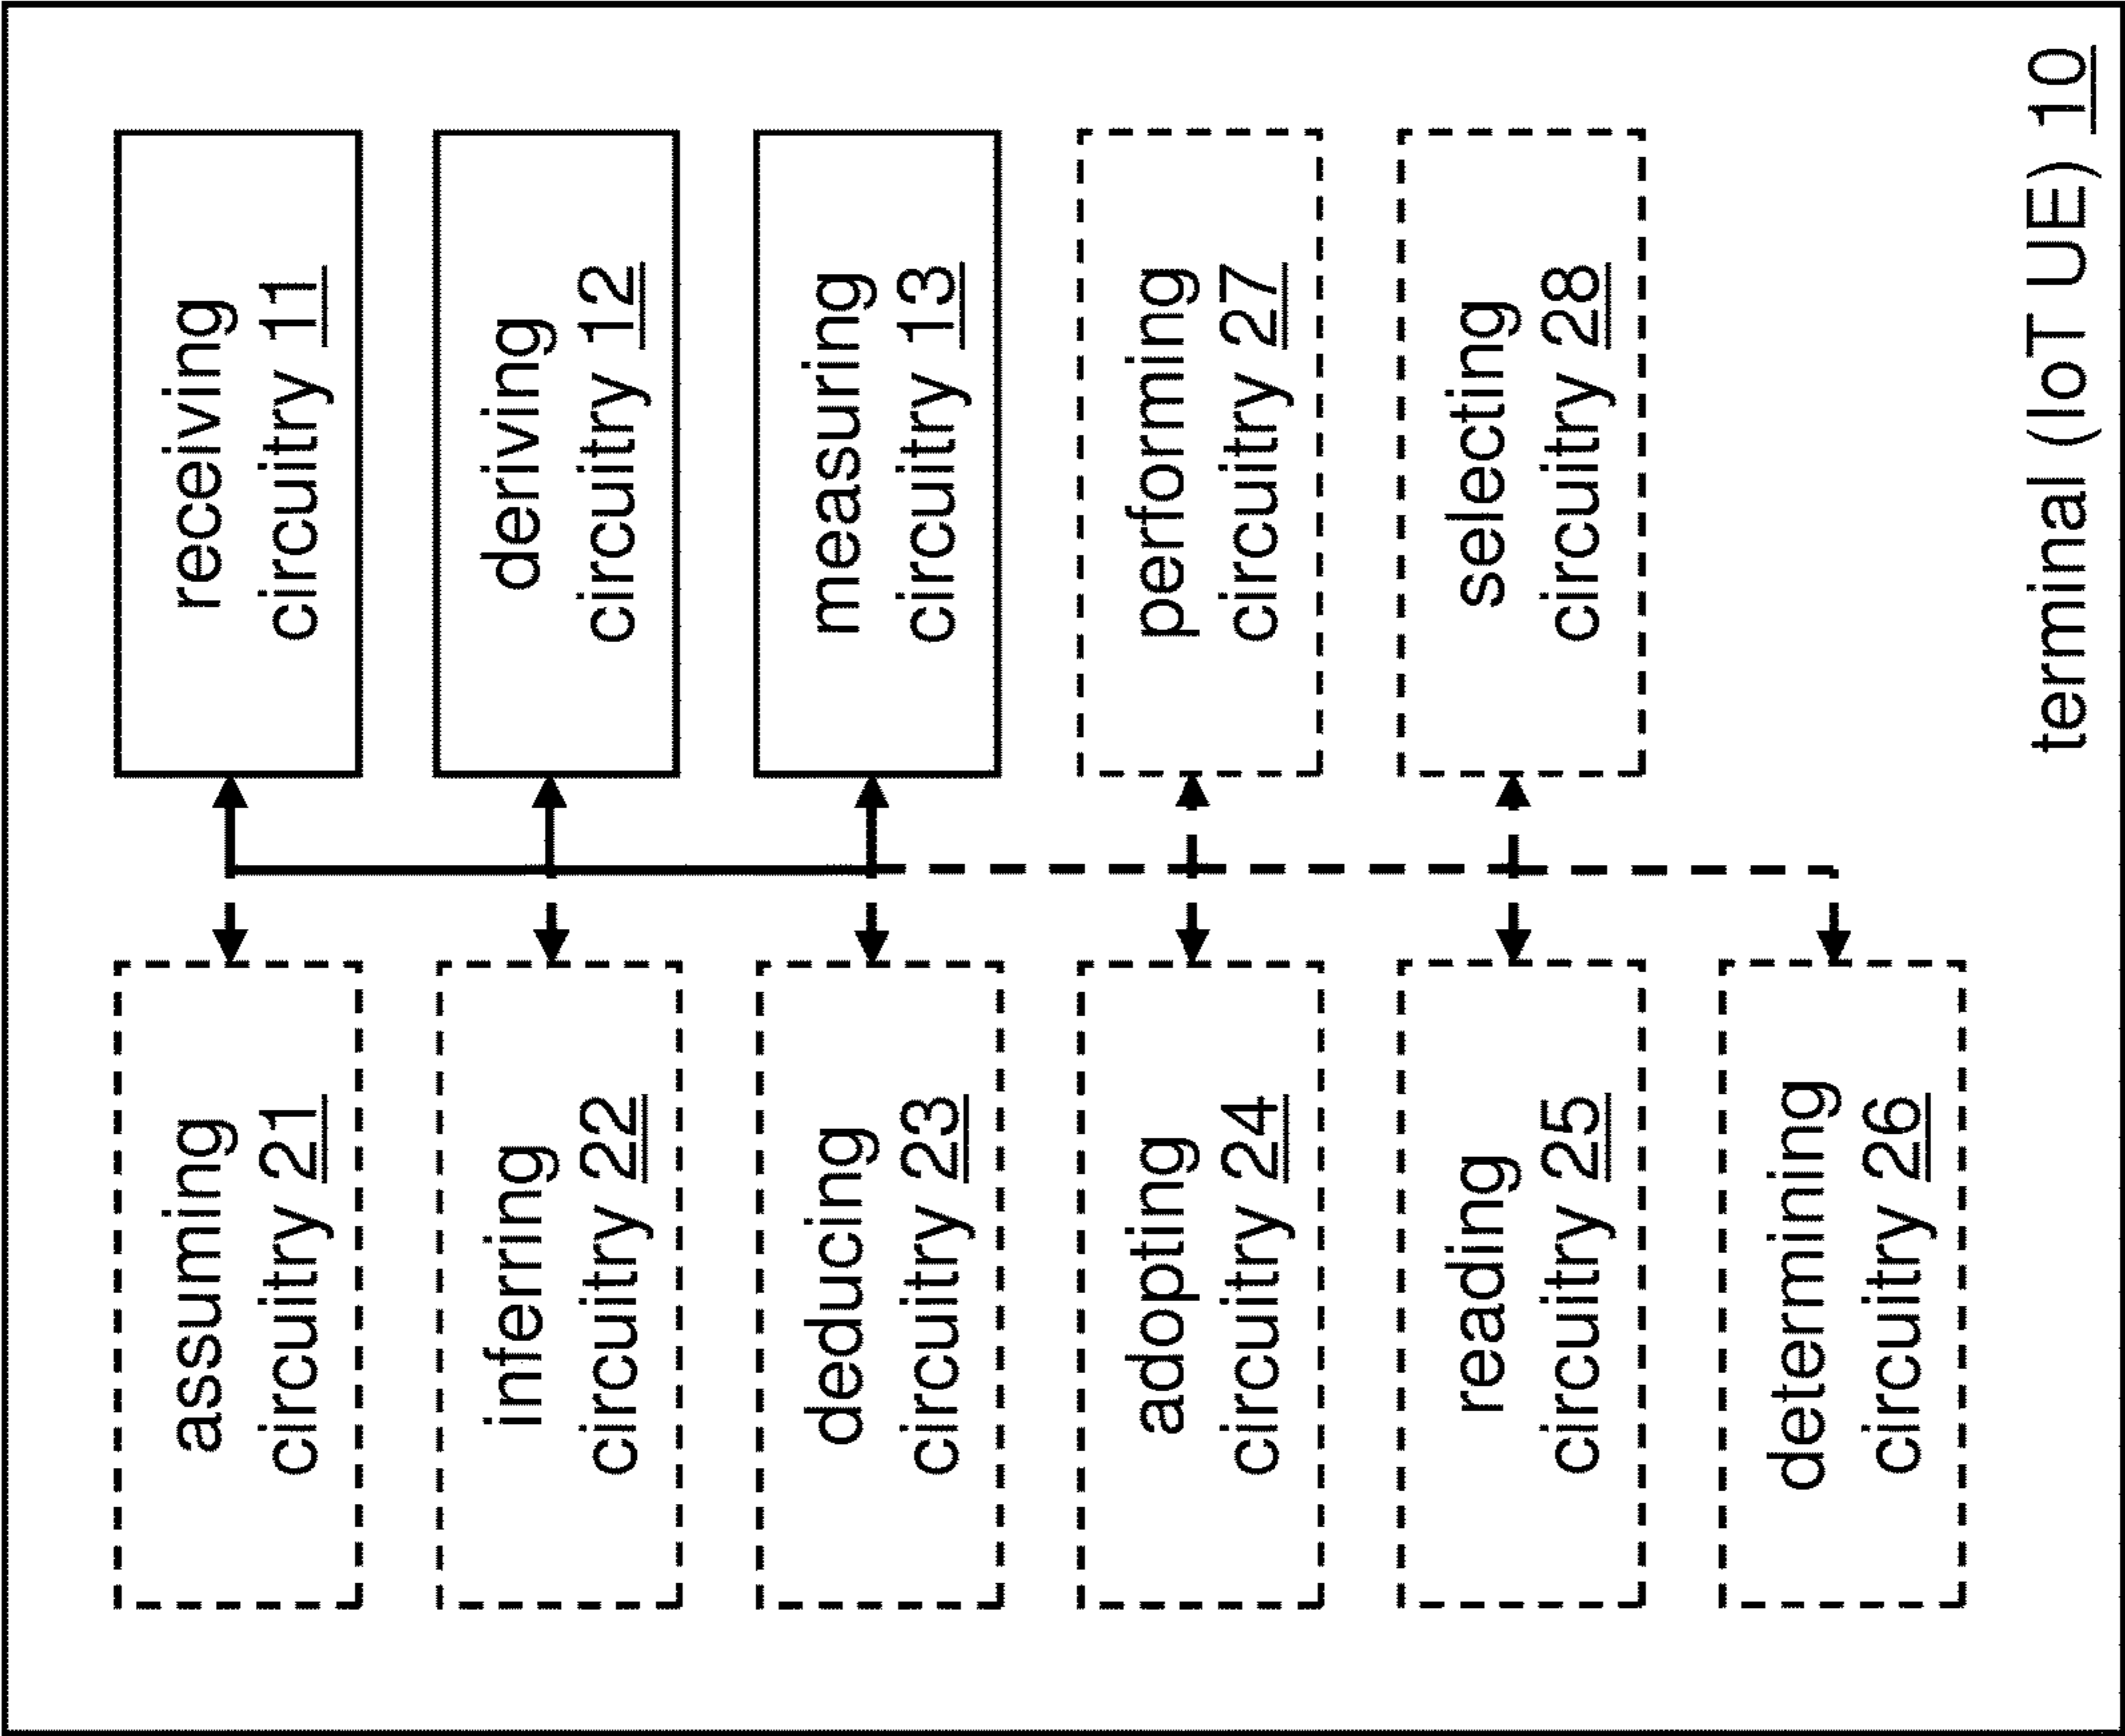 assuming
circuitry 21
receiving
circuitry 11
inferring
circuitry 22
deriving
circuitry 12
deducing
circuitry 23
measuring
circuitry 13
adopting
circuitry 24
performing
circuitry 27
reading
circuitry 25
selecting
circuitry 28
determining
circuitry 26
terminal (IoT UE) 10